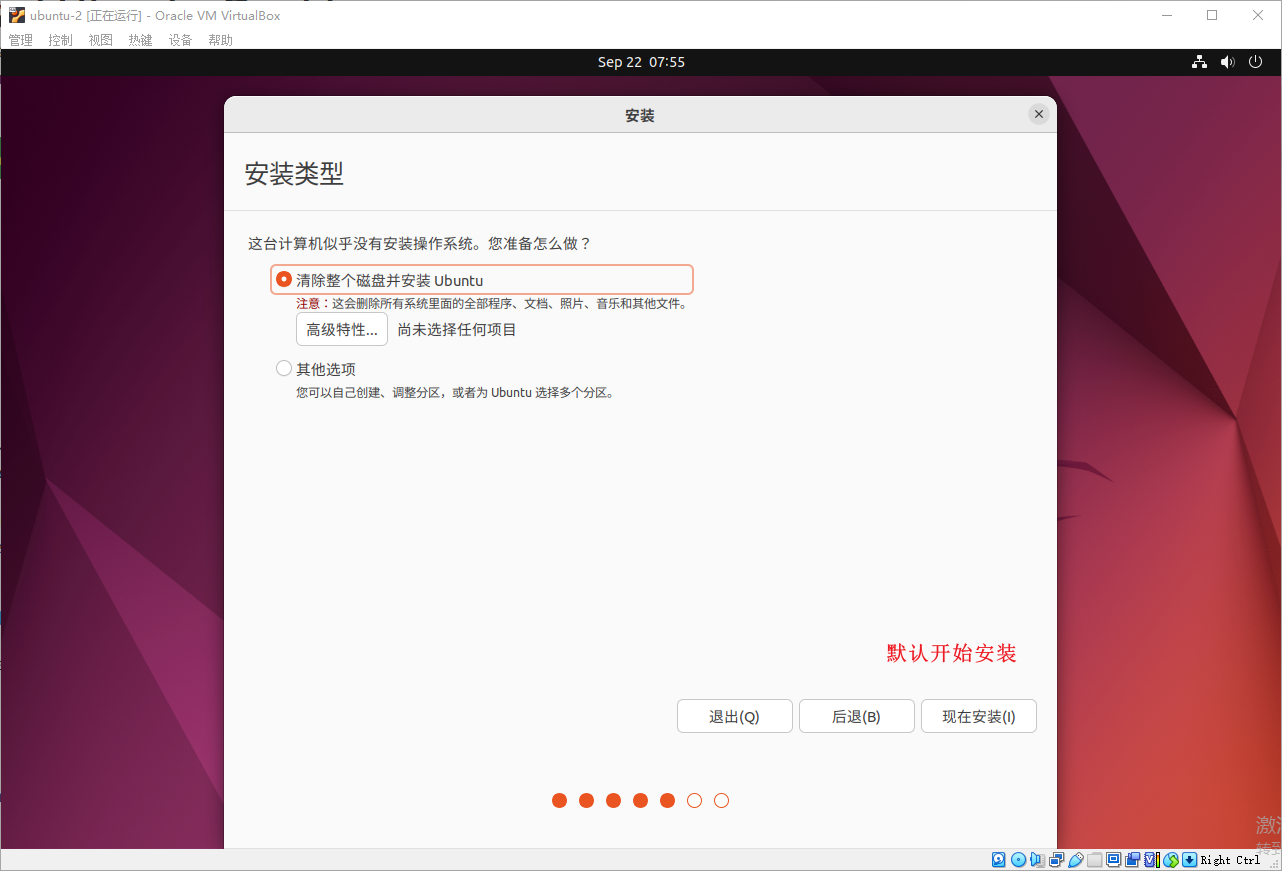 ubuntu-2 [正在运行] - Oracle VM VirtualBox
管理 控制 视图 热键 设备 帮助
Sep 22 07:55
安装
安装类型
这台计算机似乎没有安装操作系统。您准备怎么做？
清除整个磁盘并安装 Ubuntu
注意：这会删除所有系统里面的全部程序、文档、照片、音乐和其他文件。
高级特性... 尚未选择任何项目
其他选项
您可以自己创建、调整分区，或者为 Ubuntu 选择多个分区。
默认开始安装
退出(Q) 后退(B) 现在安装(I)
激
转到
Right Ctrl